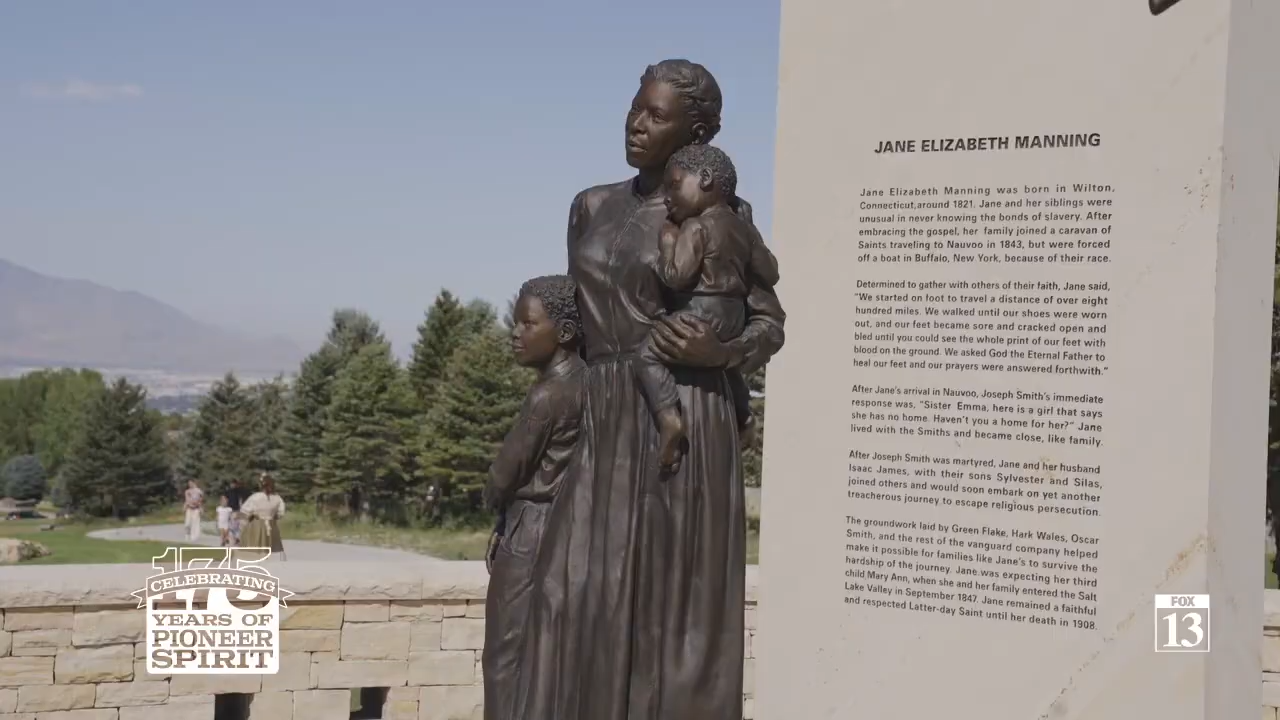 JANE ELIZABETH MANNING
Jane Elizabeth Manning was born in Wilton,
Connecticut,around 1821. Jane and her siblings were
unusual in never knowing the bonds of slavery. After
embracing the gospel, her family joined a caravan of
Saints traveling to Nauvoo in 1843, but were forced
off a boat in Buffalo, New York, because of their race.
Determined to gather with others of their faith, Jane said,
"We started on foot to travel a distance of over eight
hundred miles. We walked until our shoes were worn
out, and our feet became sore and cracked open and
bled until you could see the whole print of our feet with
blood on the ground. We asked God the Eternal Father to
heal our feet and our prayers were answered forthwith."
After Jane's arrival in Nauvoo, Joseph Smith's immediate
response was, "Sister Emma, here is a girl that says
she has no home. Haven't you a home for her?" Jane
lived with the Smiths and became close, like family.
After Joseph Smith was martyred, Jane and her husband
Isaac James, with their sons Sylvester and Silas,
joined others and would soon embark on yet another
treacherous journey to escape religious persecution.
The groundwork laid by Green Flake, Hark Wales, Oscar
Smith, and the rest of the vanguard company helped
make it possible for families like Jane's to survive the
hardship of the journey. Jane was expecting her third
child Mary Ann, when she and her family entered the Salt
Lake Valley in September 1847. Jane remained a faithful
and respected Latter-day Saint until her death in 1908.
175
CELEBRATING
YEARS OF
PIONEER
SPIRIT
FOX
13